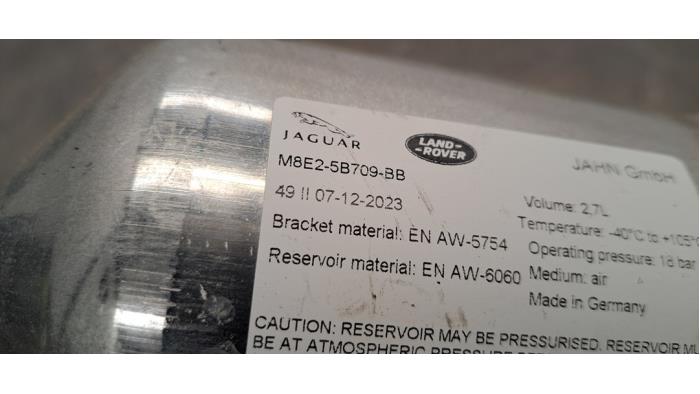 JAGUAR
LAND-
-ROVER
JAHN GmbH
M8E2-5B709-BB
49 II 07-12-2023
Bracket material: EN AW-5754
Reservoir material: EN AW-6060
Volume: 2,7L
Temperature: -40°C to +105°
Operating pressure: 18 bar
Medium: air
Made in Germany
CAUTION: RESERVOIR MAY BE PRESSURISED. RESERVOIR MU
BE AT ATMOSPHERIC PRESSURE